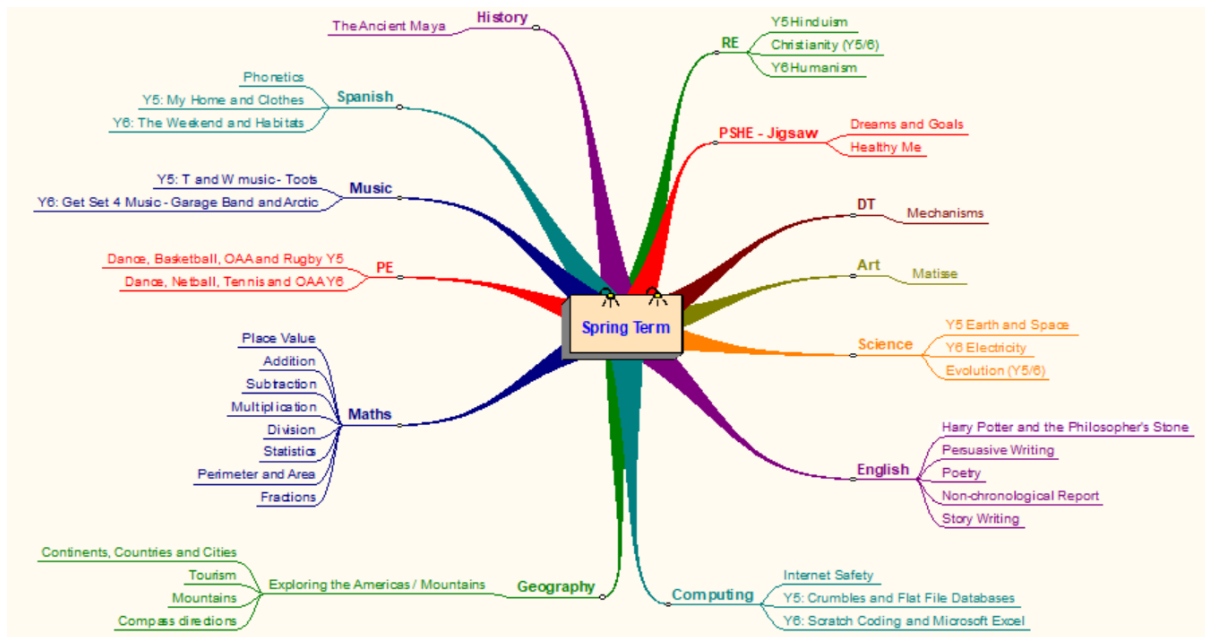 Spring Term
History
The Ancient Maya
Spanish
Phonetics
Y5: My Home and Clothes
Y6: The Weekend and Habitats
Music
Y5: T and W music - Toots
Y6: Get Set 4 Music - Garage Band and Arctic
PE
Dance, Basketball, OAA and Rugby Y5
Dance, Netball, Tennis and OAA Y6
Maths
Place Value
Addition
Subtraction
Multiplication
Division
Statistics
Perimeter and Area
Fractions
Geography
Exploring the Americas / Mountains
Continents, Countries and Cities
Tourism
Mountains
Compass directions
RE
Y5 Hinduism
Christianity (Y5/6)
Y6 Humanism
PSHE - Jigsaw
Dreams and Goals
Healthy Me
DT
Mechanisms
Art
Matisse
Science
Y5 Earth and Space
Y6 Electricity
Evolution (Y5/6)
English
Harry Potter and the Philosopher's Stone
Persuasive Writing
Poetry
Non-chronological Report
Story Writing
Computing
Internet Safety
Y5: Crumbles and Flat File Databases
Y6: Scratch Coding and Microsoft Excel